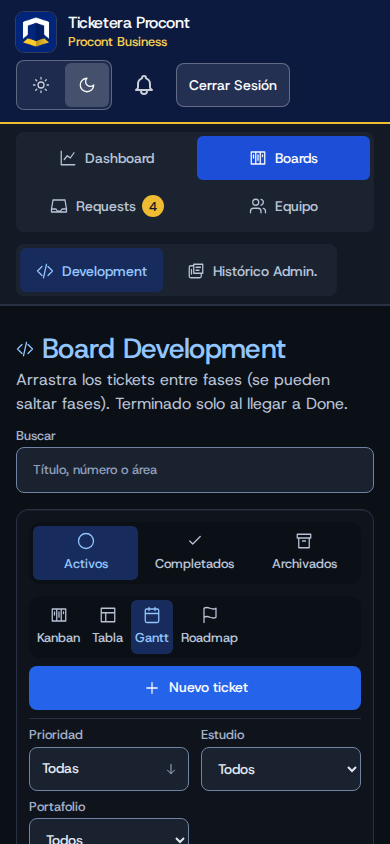 Ticketera Procont
Procont Business
Cerrar Sesión
Dashboard
Boards
Requests 4
Equipo
Development
Histórico Admin.
Board Development
Arrastra los tickets entre fases (se pueden
saltar fases). Terminado solo al llegar a Done.
Buscar
Título, número o área
Activos
Completados
Archivados
Kanban
Tabla
Gantt
Roadmap
Nuevo ticket
Prioridad
Estudio
Todas
Todos
Portafolio
Todos